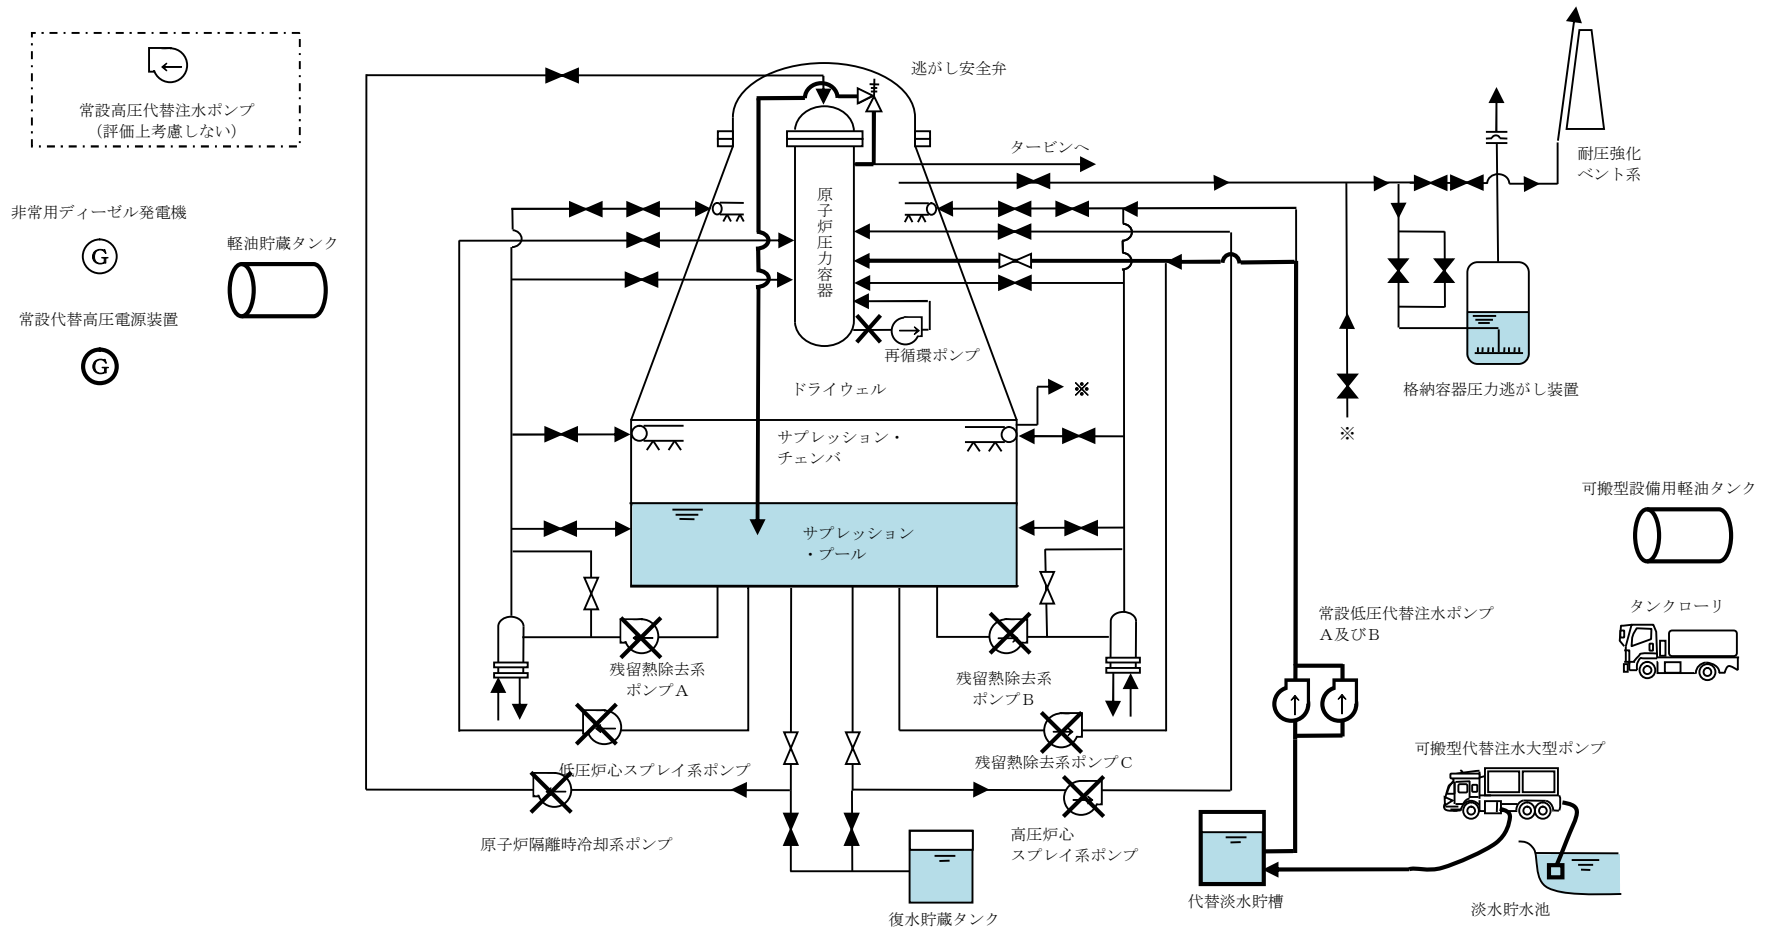 常設高圧代替注水ポンプ
（評価上考慮しない）
非常用ディーゼル発電機
G
軽油貯蔵タンク
常設代替高圧電源装置
G
逃がし安全弁
タービンへ
原子炉圧力容器
再循環ポンプ
ドライウェル
※
サプレッション・
チェンバ
サプレッション
・プール
耐圧強化
ベント系
格納容器圧力逃がし装置
※
可搬型設備用軽油タンク
タンクローリ
常設低圧代替注水ポンプ
A及びB
残留熱除去系
ポンプA
残留熱除去系
ポンプB
低圧炉心スプレイ系ポンプ
残留熱除去系ポンプC
原子炉隔離時冷却系ポンプ
高圧炉心
スプレイ系ポンプ
可搬型代替注水大型ポンプ
復水貯蔵タンク
代替淡水貯槽
淡水貯水池